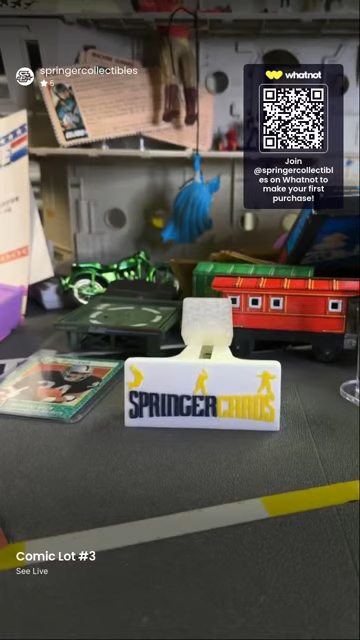 springercollectibles
whatnot
Join
@springercollectibl
es on Whatnot to
make your first
purchase!
SPRINGERCARDS
Comic Lot #3
See Live